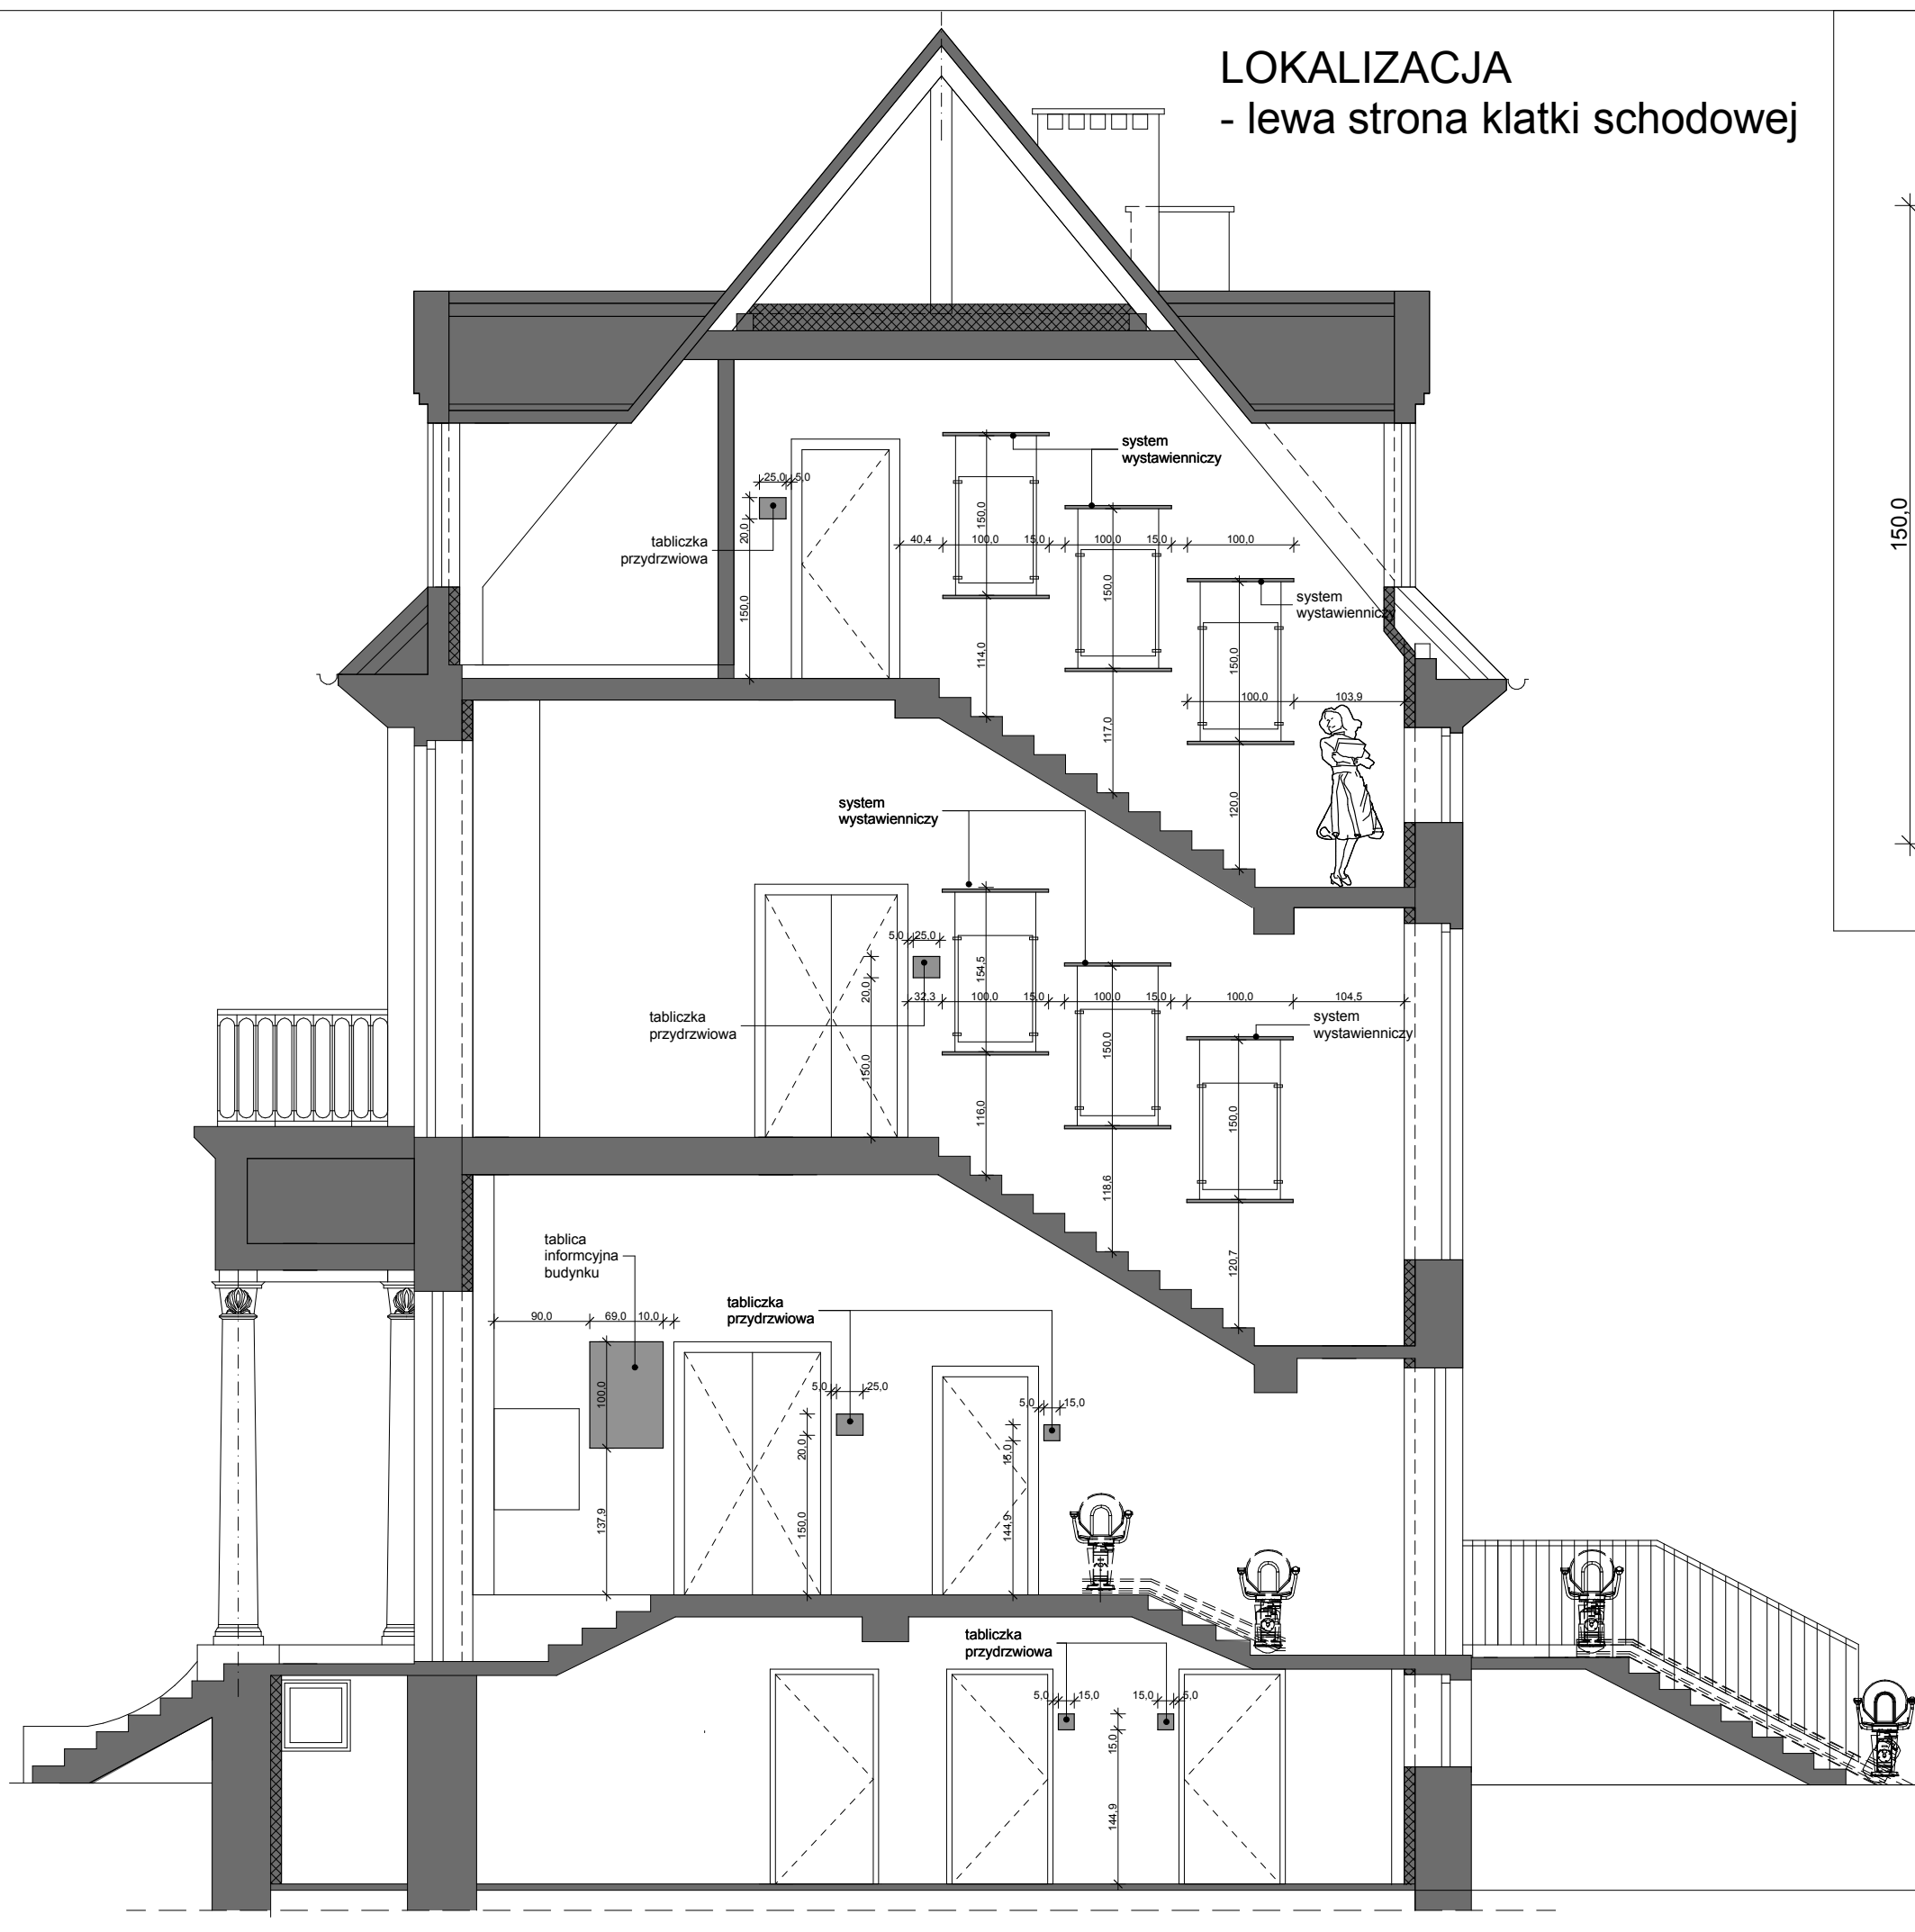 LOKALIZACJA
- lewa strona klatki schodowej
150,0
system
wystawienniczy
25,0 5,0
20,0
150,0
tabliczka
przydrzwiowa
40,4 100,0 15,0 100,0 15,0 100,0
150,0
150,0
150,0
114,0
117,0
120,0
system
wystawienniczy
100,0 103,9
system
wystawienniczy
5,0 25,0
20,0
150,0
tabliczka
przydrzwiowa
32,3 100,0 15,0 100,0 15,0 100,0 104,5
154,5
150,0
150,0
116,0
118,6
120,7
system
wystawienniczy
tablica
informcyjna
budynku
90,0 69,0 10,0
100,0
137,9
tabliczka
przydrzwiowa
5,0 25,0
20,0
150,0
5,0 15,0
15,0
144,9
tabliczka
przydrzwiowa
5,0 15,0 15,0 5,0
15,0
144,9